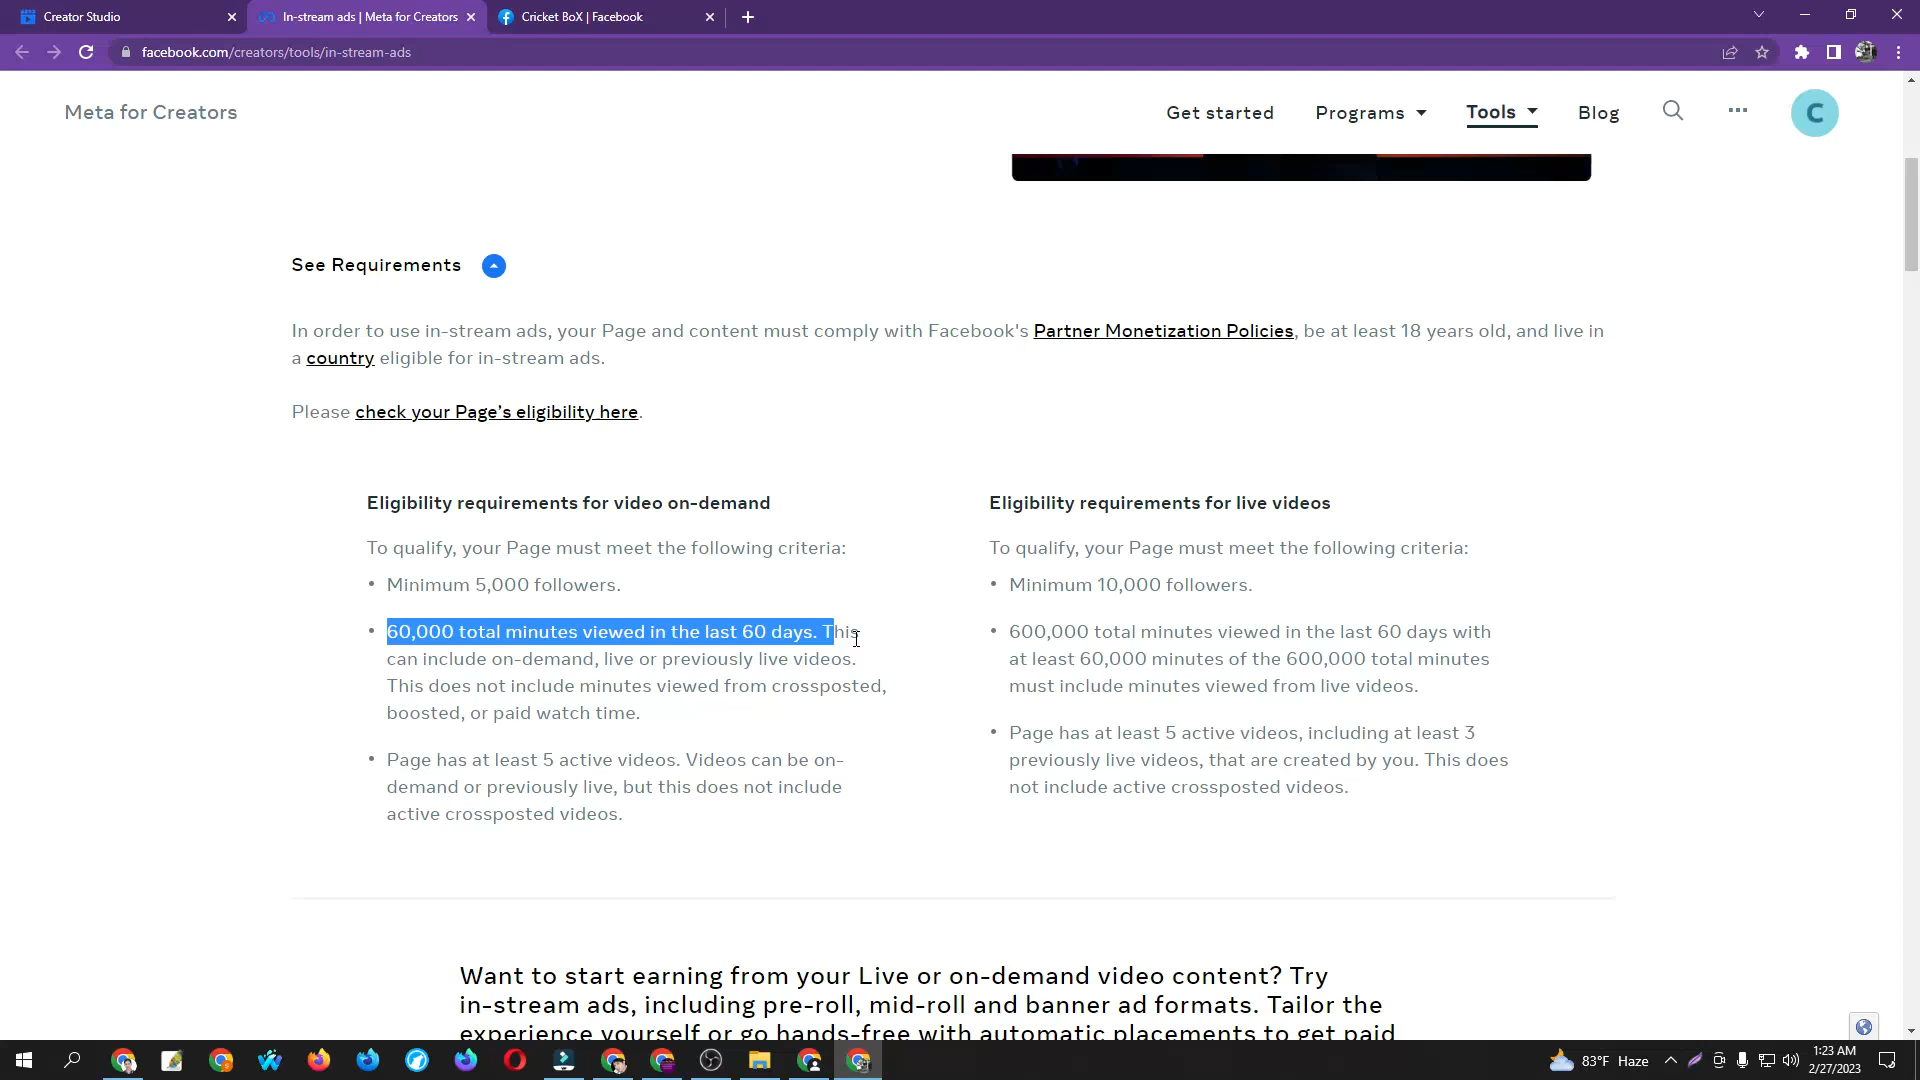 Creator Studio
In-stream ads | Meta for Creators
Cricket BoX | Facebook
facebook.com/creators/tools/in-stream-ads
Meta for Creators
Get started
Programs
Tools
Blog
C
See Requirements
In order to use in-stream ads, your Page and content must comply with Facebook's Partner Monetization Policies, be at least 18 years old, and live in
a country eligible for in-stream ads.
Please check your Page's eligibility here.
Eligibility requirements for video on-demand
To qualify, your Page must meet the following criteria:
• Minimum 5,000 followers.
• 60,000 total minutes viewed in the last 60 days. This
can include on-demand, live or previously live videos.
This does not include minutes viewed from crossposted,
boosted, or paid watch time.
• Page has at least 5 active videos. Videos can be on-
demand or previously live, but this does not include
active crossposted videos.
Eligibility requirements for live videos
To qualify, your Page must meet the following criteria:
• Minimum 10,000 followers.
• 600,000 total minutes viewed in the last 60 days with
at least 60,000 minutes of the 600,000 total minutes
must include minutes viewed from live videos.
• Page has at least 5 active videos, including at least 3
previously live videos, that are created by you. This does
not include active crossposted videos.
Want to start earning from your Live or on-demand video content? Try
in-stream ads, including pre-roll, mid-roll and banner ad formats. Tailor the
experience yourself or go hands-free with automatic placements to get paid
83°F Haze
1:23 AM
2/27/2023